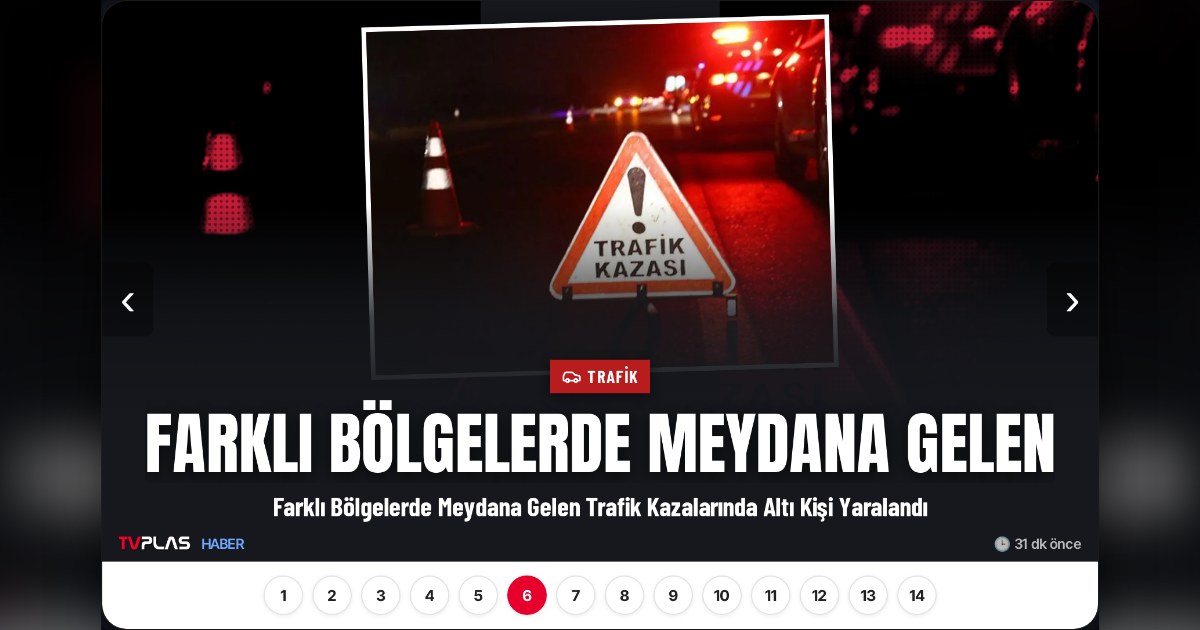 TRAFİK
KAZASI
TRAFİK
FARKLI BÖLGELERDE MEYDANA GELEN
Farklı Bölgelerde Meydana Gelen Trafik Kazalarında Altı Kişi Yaralandı
TVPLAS HABER
31 dk önce
1 2 3 4 5 6 7 8 9 10 11 12 13 14